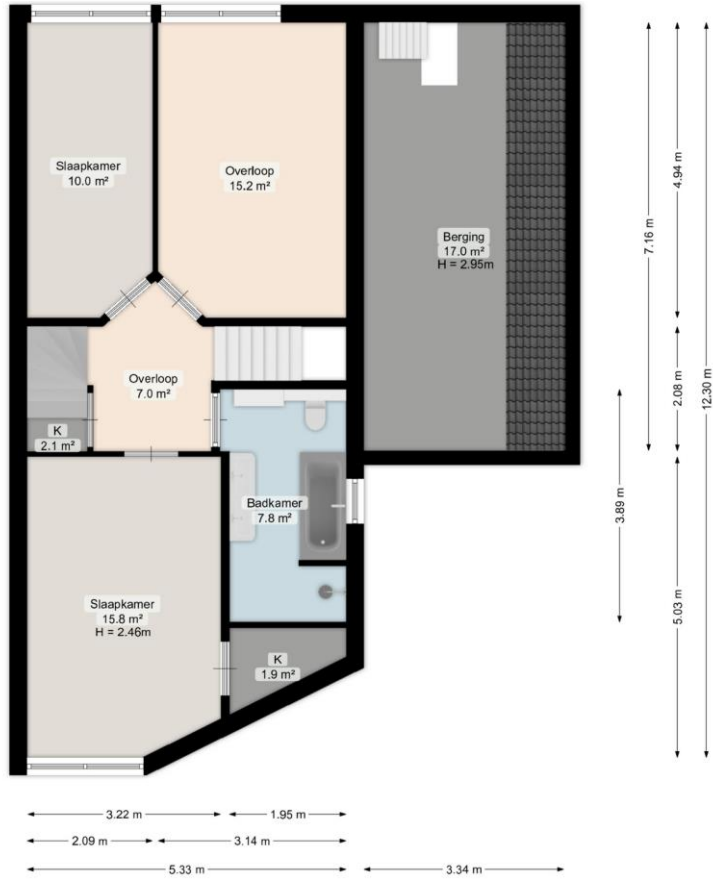 Slaapkamer
10.0 m²
Overloop
15.2 m²
Berging
17.0 m²
H = 2.95m
Overloop
7.0 m²
K
2.1 m²
Badkamer
7.8 m²
Slaapkamer
15.8 m²
H = 2.46m
K
1.9 m²
4.94 m
7.16 m
2.08 m
12.30 m
3.89 m
5.03 m
3.22 m
1.95 m
2.09 m
3.14 m
5.33 m
3.34 m